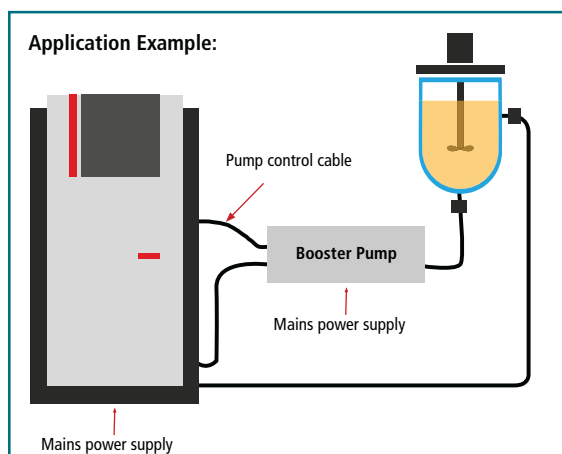 Application Example:
Pump control cable
Booster Pump
Mains power supply
Mains power supply